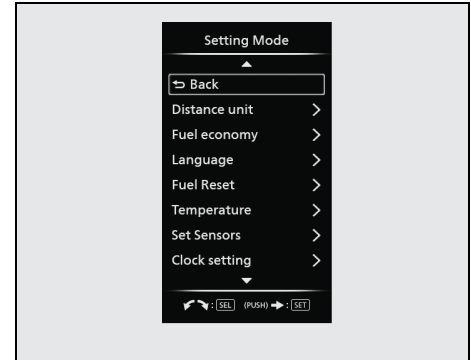 Setting Mode
Back
Distance unit
Fuel economy
Language
Fuel Reset
Temperature
Set Sensors
Clock setting
: SEL (PUSH) : SET